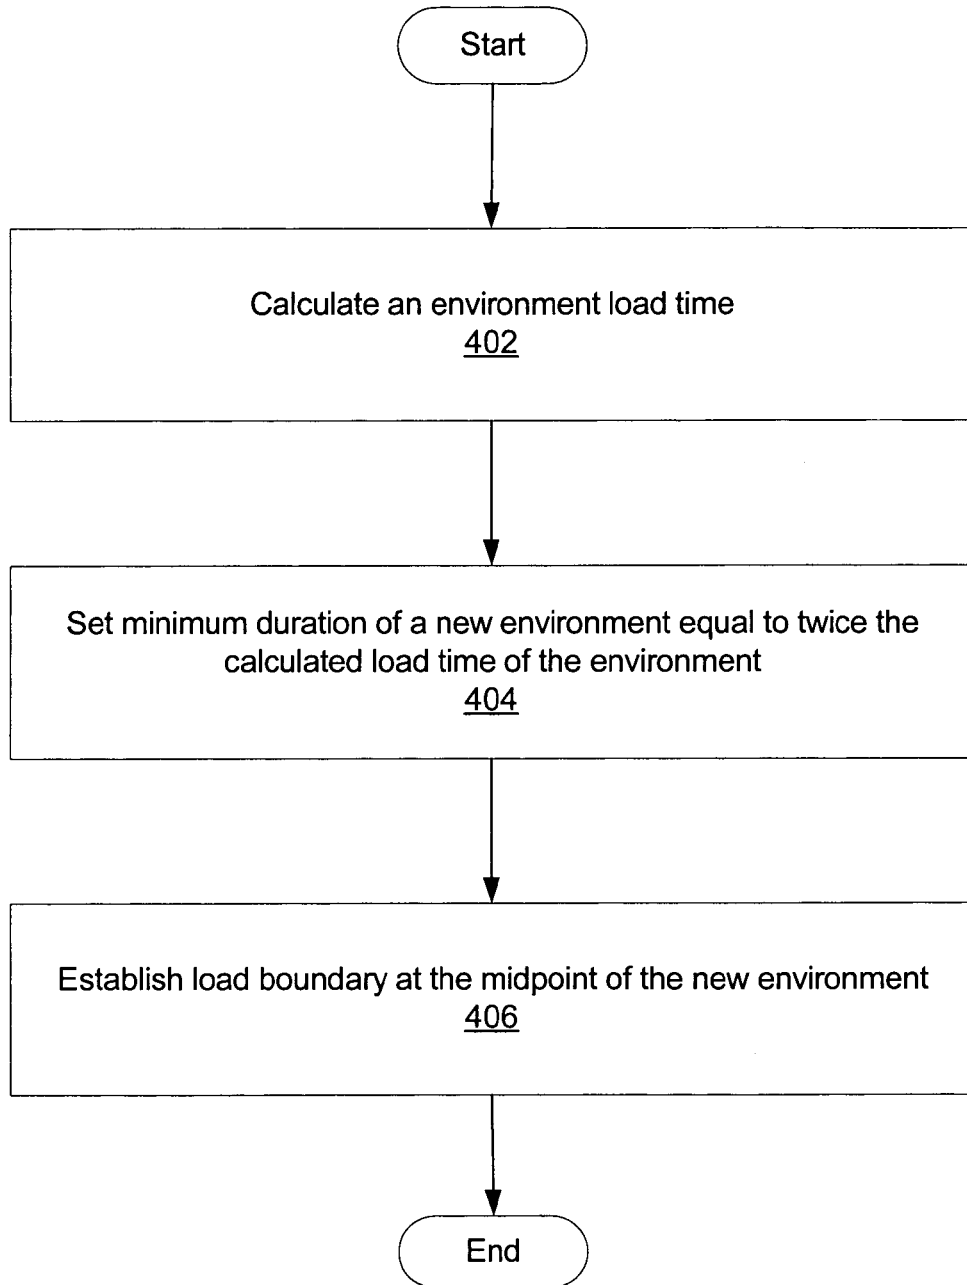 Start
Calculate an environment load time
402
Set minimum duration of a new environment equal to twice the
calculated load time of the environment
404
Establish load boundary at the midpoint of the new environment
406
End